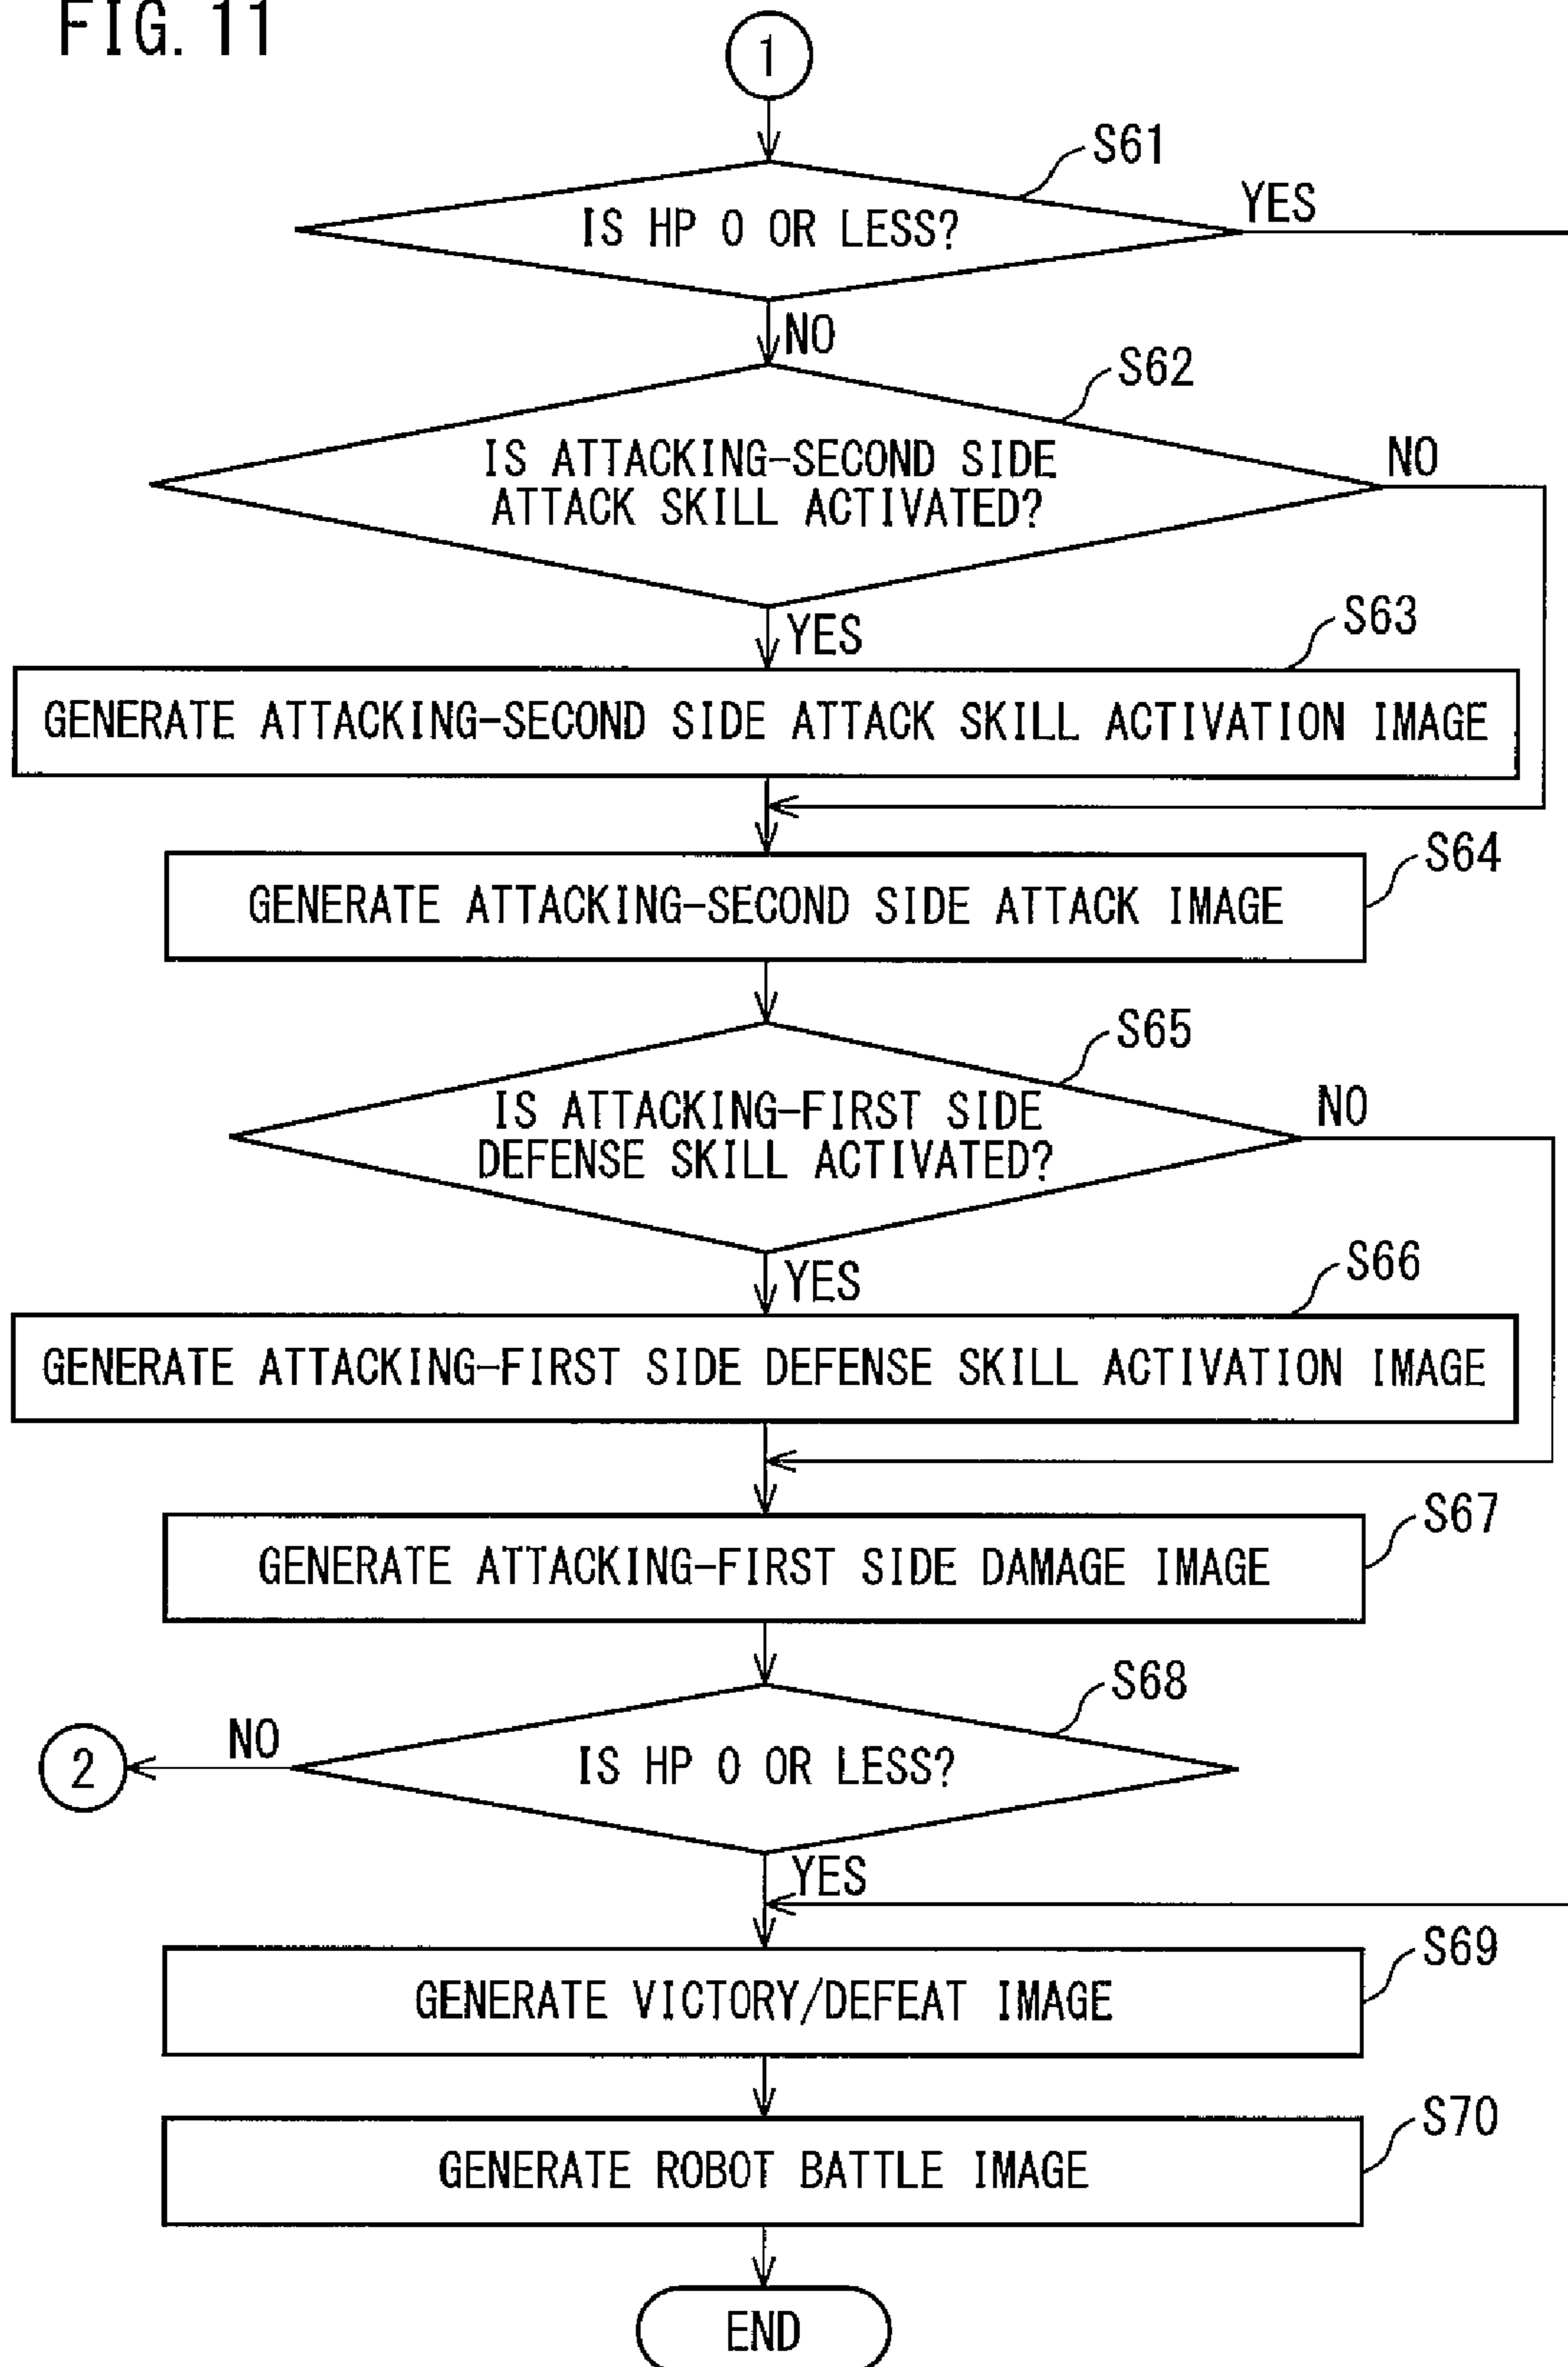 FIG. 11
1
S61
IS HP 0 OR LESS?
YES
NO
S62
IS ATTACKING-SECOND SIDE
ATTACK SKILL ACTIVATED?
NO
YES
S63
GENERATE ATTACKING-SECOND SIDE ATTACK SKILL ACTIVATION IMAGE
S64
GENERATE ATTACKING-SECOND SIDE ATTACK IMAGE
S65
IS ATTACKING-FIRST SIDE
DEFENSE SKILL ACTIVATED?
NO
YES
S66
GENERATE ATTACKING-FIRST SIDE DEFENSE SKILL ACTIVATION IMAGE
S67
GENERATE ATTACKING-FIRST SIDE DAMAGE IMAGE
S68
IS HP 0 OR LESS?
NO
2
YES
S69
GENERATE VICTORY/DEFEAT IMAGE
S70
GENERATE ROBOT BATTLE IMAGE
END